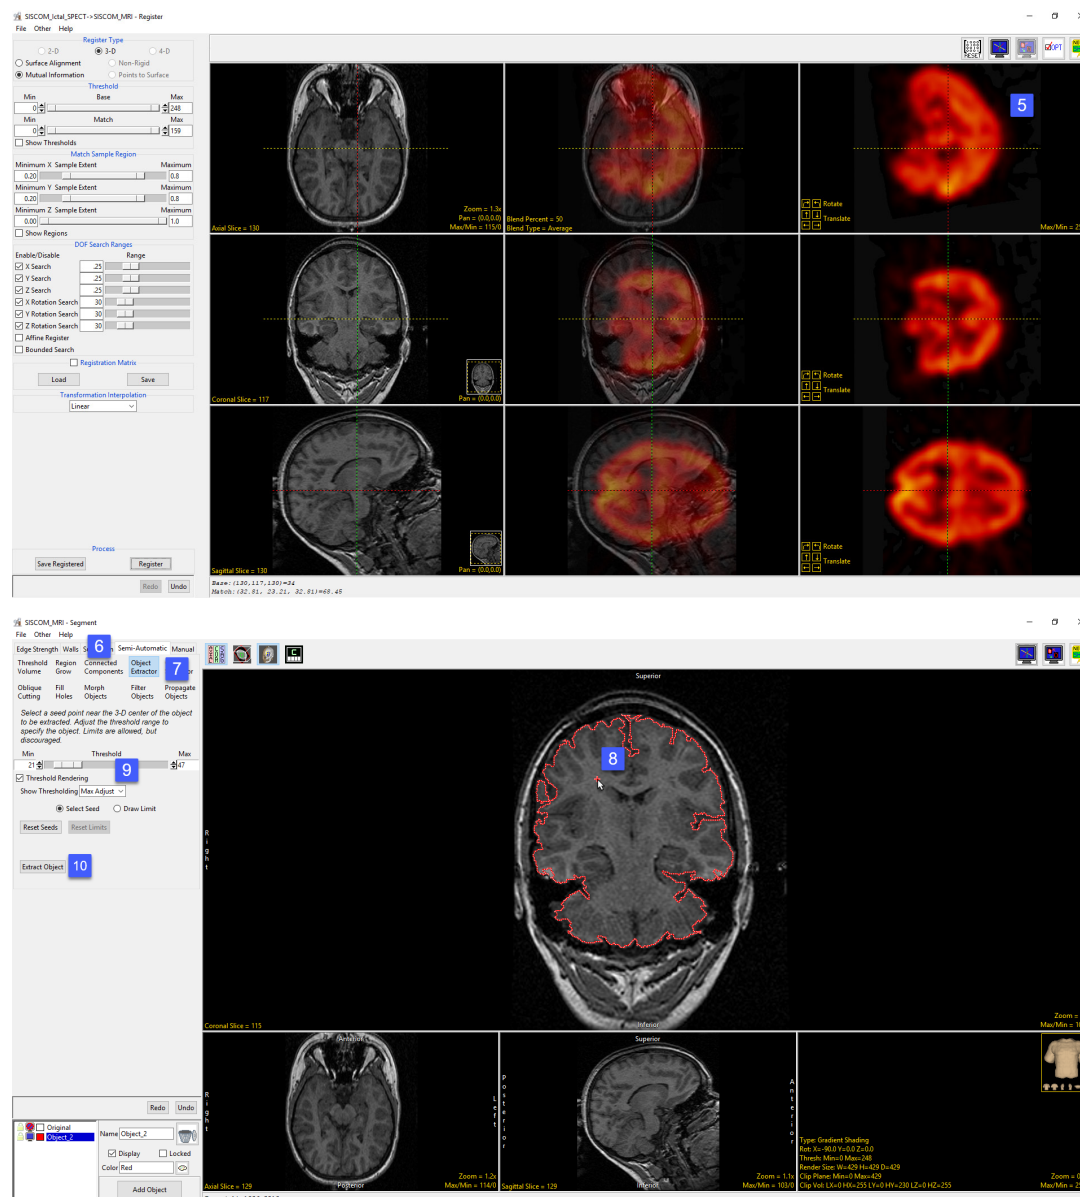 SISCOM_Ictal_SPECT->SISCOM_MRI - Register
File Other Help
Register Type
2-D 3-D 4-D
Surface Alignment Non-Rigid
Mutual Information Points to Surface
Threshold
Min Base Max
0 248
Min Match Max
0 159
Show Thresholds
Match Sample Region
Minimum X Sample Extent Maximum
0.20 0.8
Minimum Y Sample Extent Maximum
0.20 0.8
Minimum Z Sample Extent Maximum
0.00 1.0
Show Regions
DOF Search Ranges
Enable/Disable Range
X Search .25
Y Search .25
Z Search .25
X Rotation Search 30
Y Rotation Search 30
Z Rotation Search 30
Affine Register
Bounded Search
Registration Matrix
Load Save
Transformation Interpolation
Linear
Process
Save Registered Register
Redo Undo
RESET
OPT
NE
5
Zoom = 1.3x
Pan = (0.0,0.0)
Axial Slice = 130 Max/Min = 115/0
Blend Percent = 50
Blend Type = Average
Rotate
Translate
Max/Min = 25
Coronal Slice = 117 Pan = (0.0,0.0)
Rotate
Translate
Sagittal Slice = 130 Pan = (0.0,0.0)
Rotate
Translate
Base: (130,117,130)=34
Match: (32.81, 23.21, 32.81)=68.45
SISCOM_MRI - Segment
File Other Help
6
Edge Strength Walls Semi-Automatic Manual
Threshold Volume
Region Grow
Connected Components
Object Extractor
7
Oblique Cutting
Fill Holes
Morph Objects
Filter Objects
Propagate Objects
Select a seed point near the 3-D center of the object
to be extracted. Adjust the threshold range to
specify the object. Limits are allowed, but
discouraged.
Min Threshold Max
21 47
9
Threshold Rendering
Show Thresholding Max Adjust
Select Seed Draw Limit
Reset Seeds Reset Limits
Extract Object 10
Redo Undo
Original
Object_2
Name Object_2
Display Locked
Color Red
Add Object
NE
Superior
8
Right
Inferior
Coronal Slice = 115
Zoom =
Max/Min = 1
Anterior
Right
Left
Posterior
Zoom = 1.2x
Axial Slice = 129 Max/Min = 114/0
Superior
Posterior
Anterior
Inferior
Zoom = 1.1x
Sagittal Slice = 129 Max/Min = 103/0
Type: Gradient Shading
Rot: X=-90.0 Y=0.0 Z=0.0
Thresh: Min=0 Max=248
Render Size: W=429 H=429 D=429
Clip Plane: Min=0 Max=429
Clip Vol: LX=0 HX=255 LY=0 HY=230 LZ=0 HZ=255
Zoom = 0
Max/Min = 2